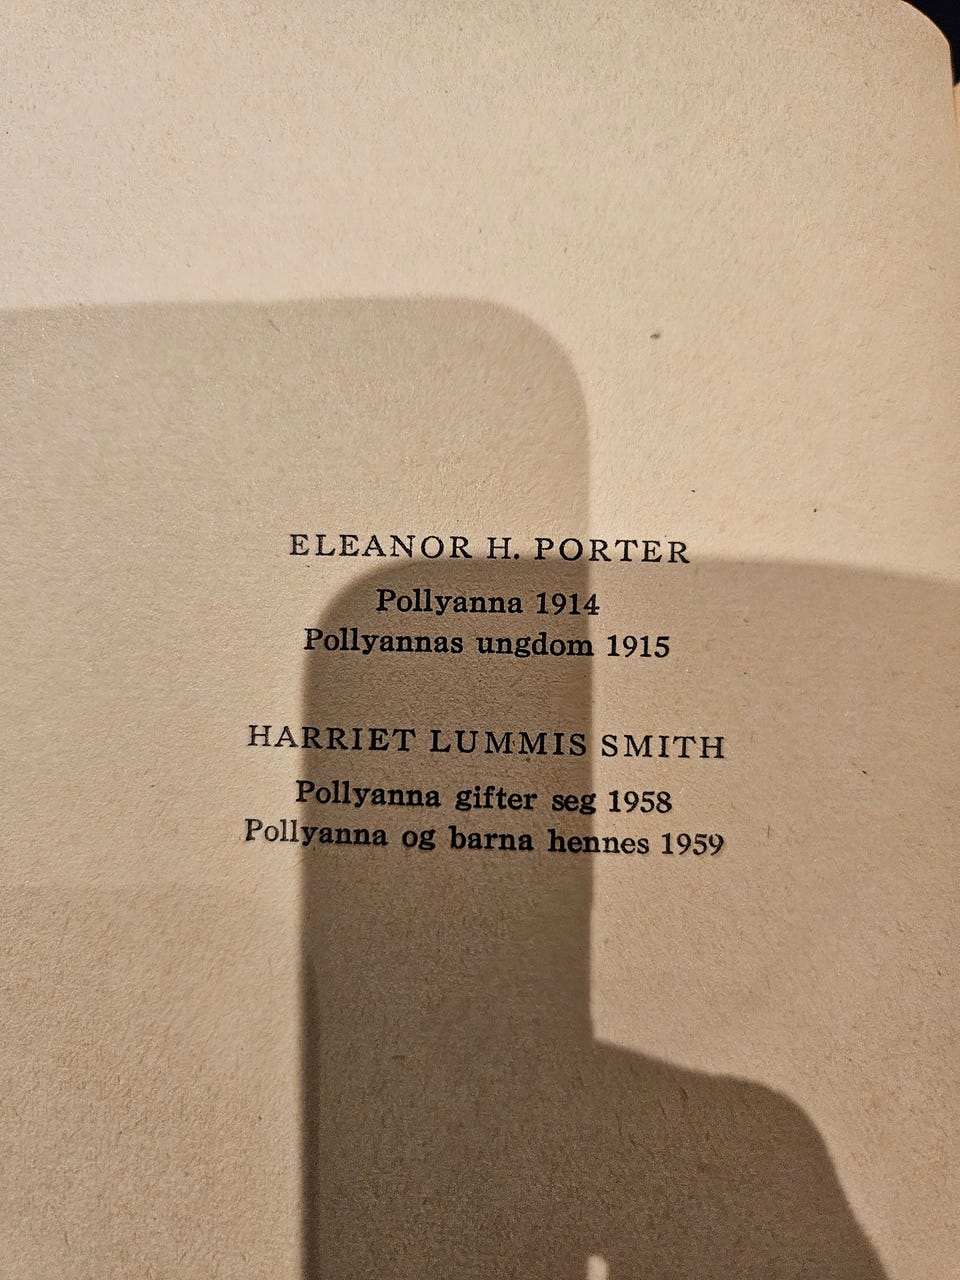 ELEANOR H. PORTER
Pollyanna 1914
Pollyannas ungdom 1915
HARRIET LUMMIS SMITH
Pollyanna gifter seg 1958
Pollyanna og barna hennes 1959